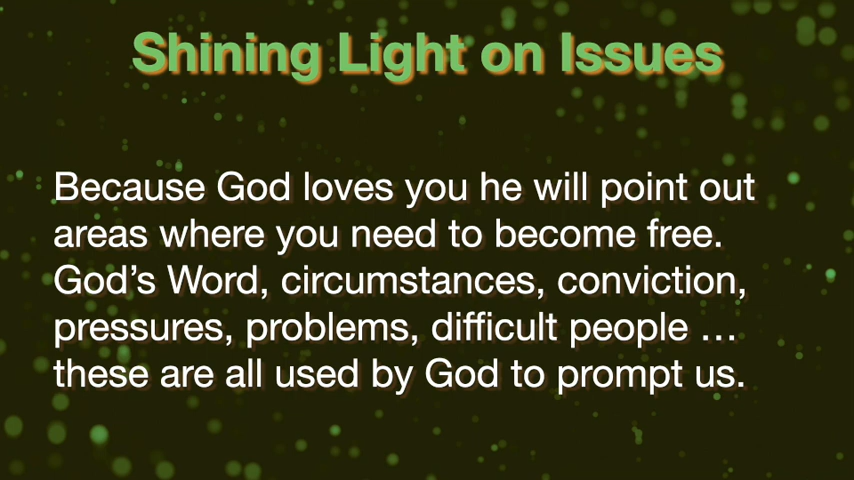 Shining Light on Issues
Because God loves you he will point out
areas where you need to become free.
God’s Word, circumstances, conviction,
pressures, problems, difficult people …
these are all used by God to prompt us.